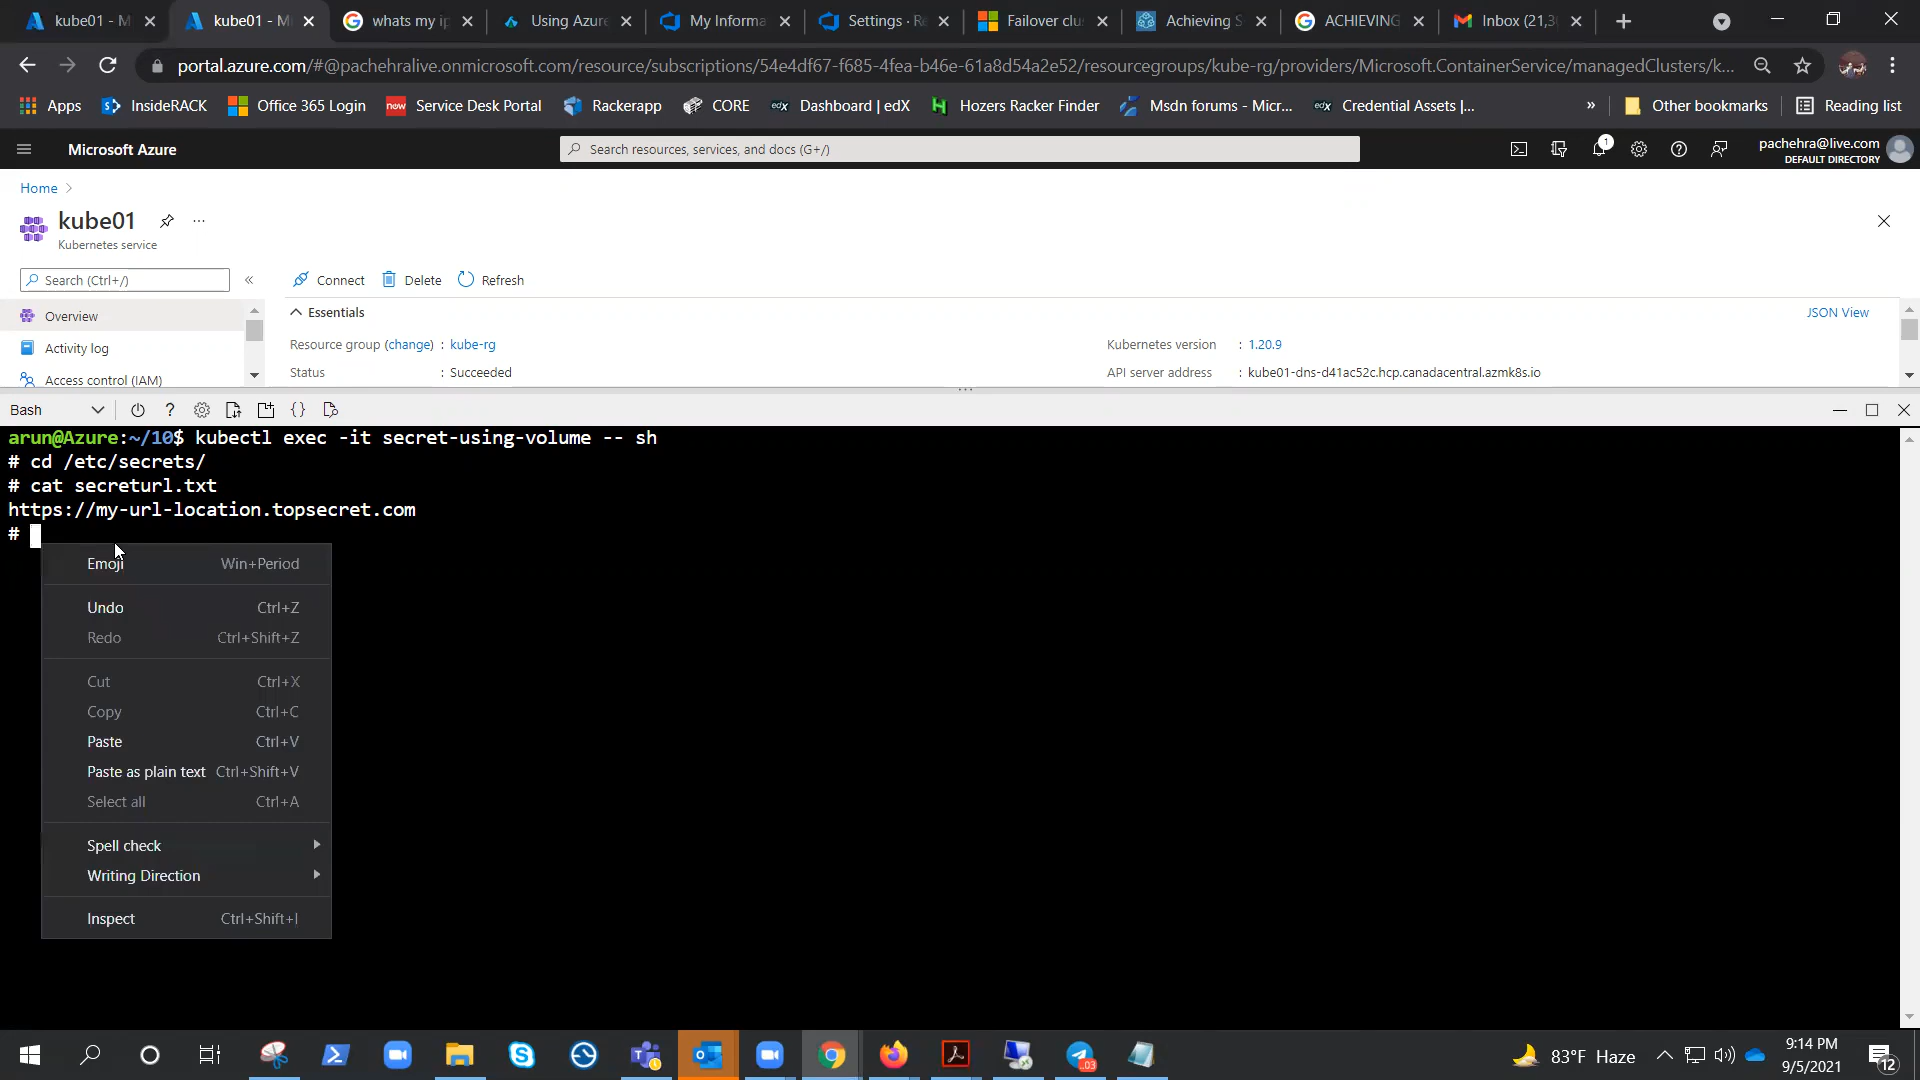 kube01 - M
kube01 - M
whats my ip
Using Azur
My Informa
Settings · R
Failover clu
Achieving S
ACHIEVING
Inbox (21,3
portal.azure.com/#@pachehralive.onmicrosoft.com/resource/subscriptions/54e4df67-f685-4fea-b46e-61a8d54a2e52/resourcegroups/kube-rg/providers/Microsoft.ContainerService/managedClusters/k...
Apps
InsideRACK
Office 365 Login
Service Desk Portal
Rackerapp
CORE
Dashboard | edX
Hozers Racker Finder
Msdn forums - Micr...
Credential Assets |...
»
Other bookmarks
Reading list
Microsoft Azure
Search resources, services, and docs (G+/)
1
pachehra@live.com
DEFAULT DIRECTORY
Home >
kube01
...
Kubernetes service
Search (Ctrl+/)
«
Connect
Delete
Refresh
Overview
Activity log
Access control (IAM)
Essentials
JSON View
Resource group (change) : kube-rg
Kubernetes version : 1.20.9
Status : Succeeded
API server address : kube01-dns-d41ac52c.hcp.canadacentral.azmk8s.io
Bash
?
{}
arun@Azure:~/10$ kubectl exec -it secret-using-volume -- sh
# cd /etc/secrets/
# cat secreturl.txt
https://my-url-location.topsecret.com
#
Emoji Win+Period
Undo Ctrl+Z
Redo Ctrl+Shift+Z
Cut Ctrl+X
Copy Ctrl+C
Paste Ctrl+V
Paste as plain text Ctrl+Shift+V
Select all Ctrl+A
Spell check
Writing Direction
Inspect Ctrl+Shift+I
83°F Haze
9:14 PM
9/5/2021
12